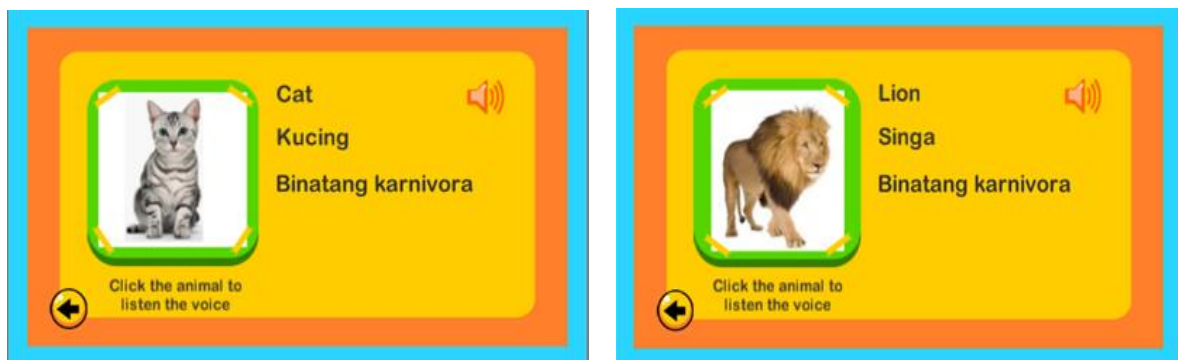 Cat
Kucing
Binatang karnivora
Click the animal to
listen the voice
Lion
Singa
Binatang karnivora
Click the animal to
listen the voice